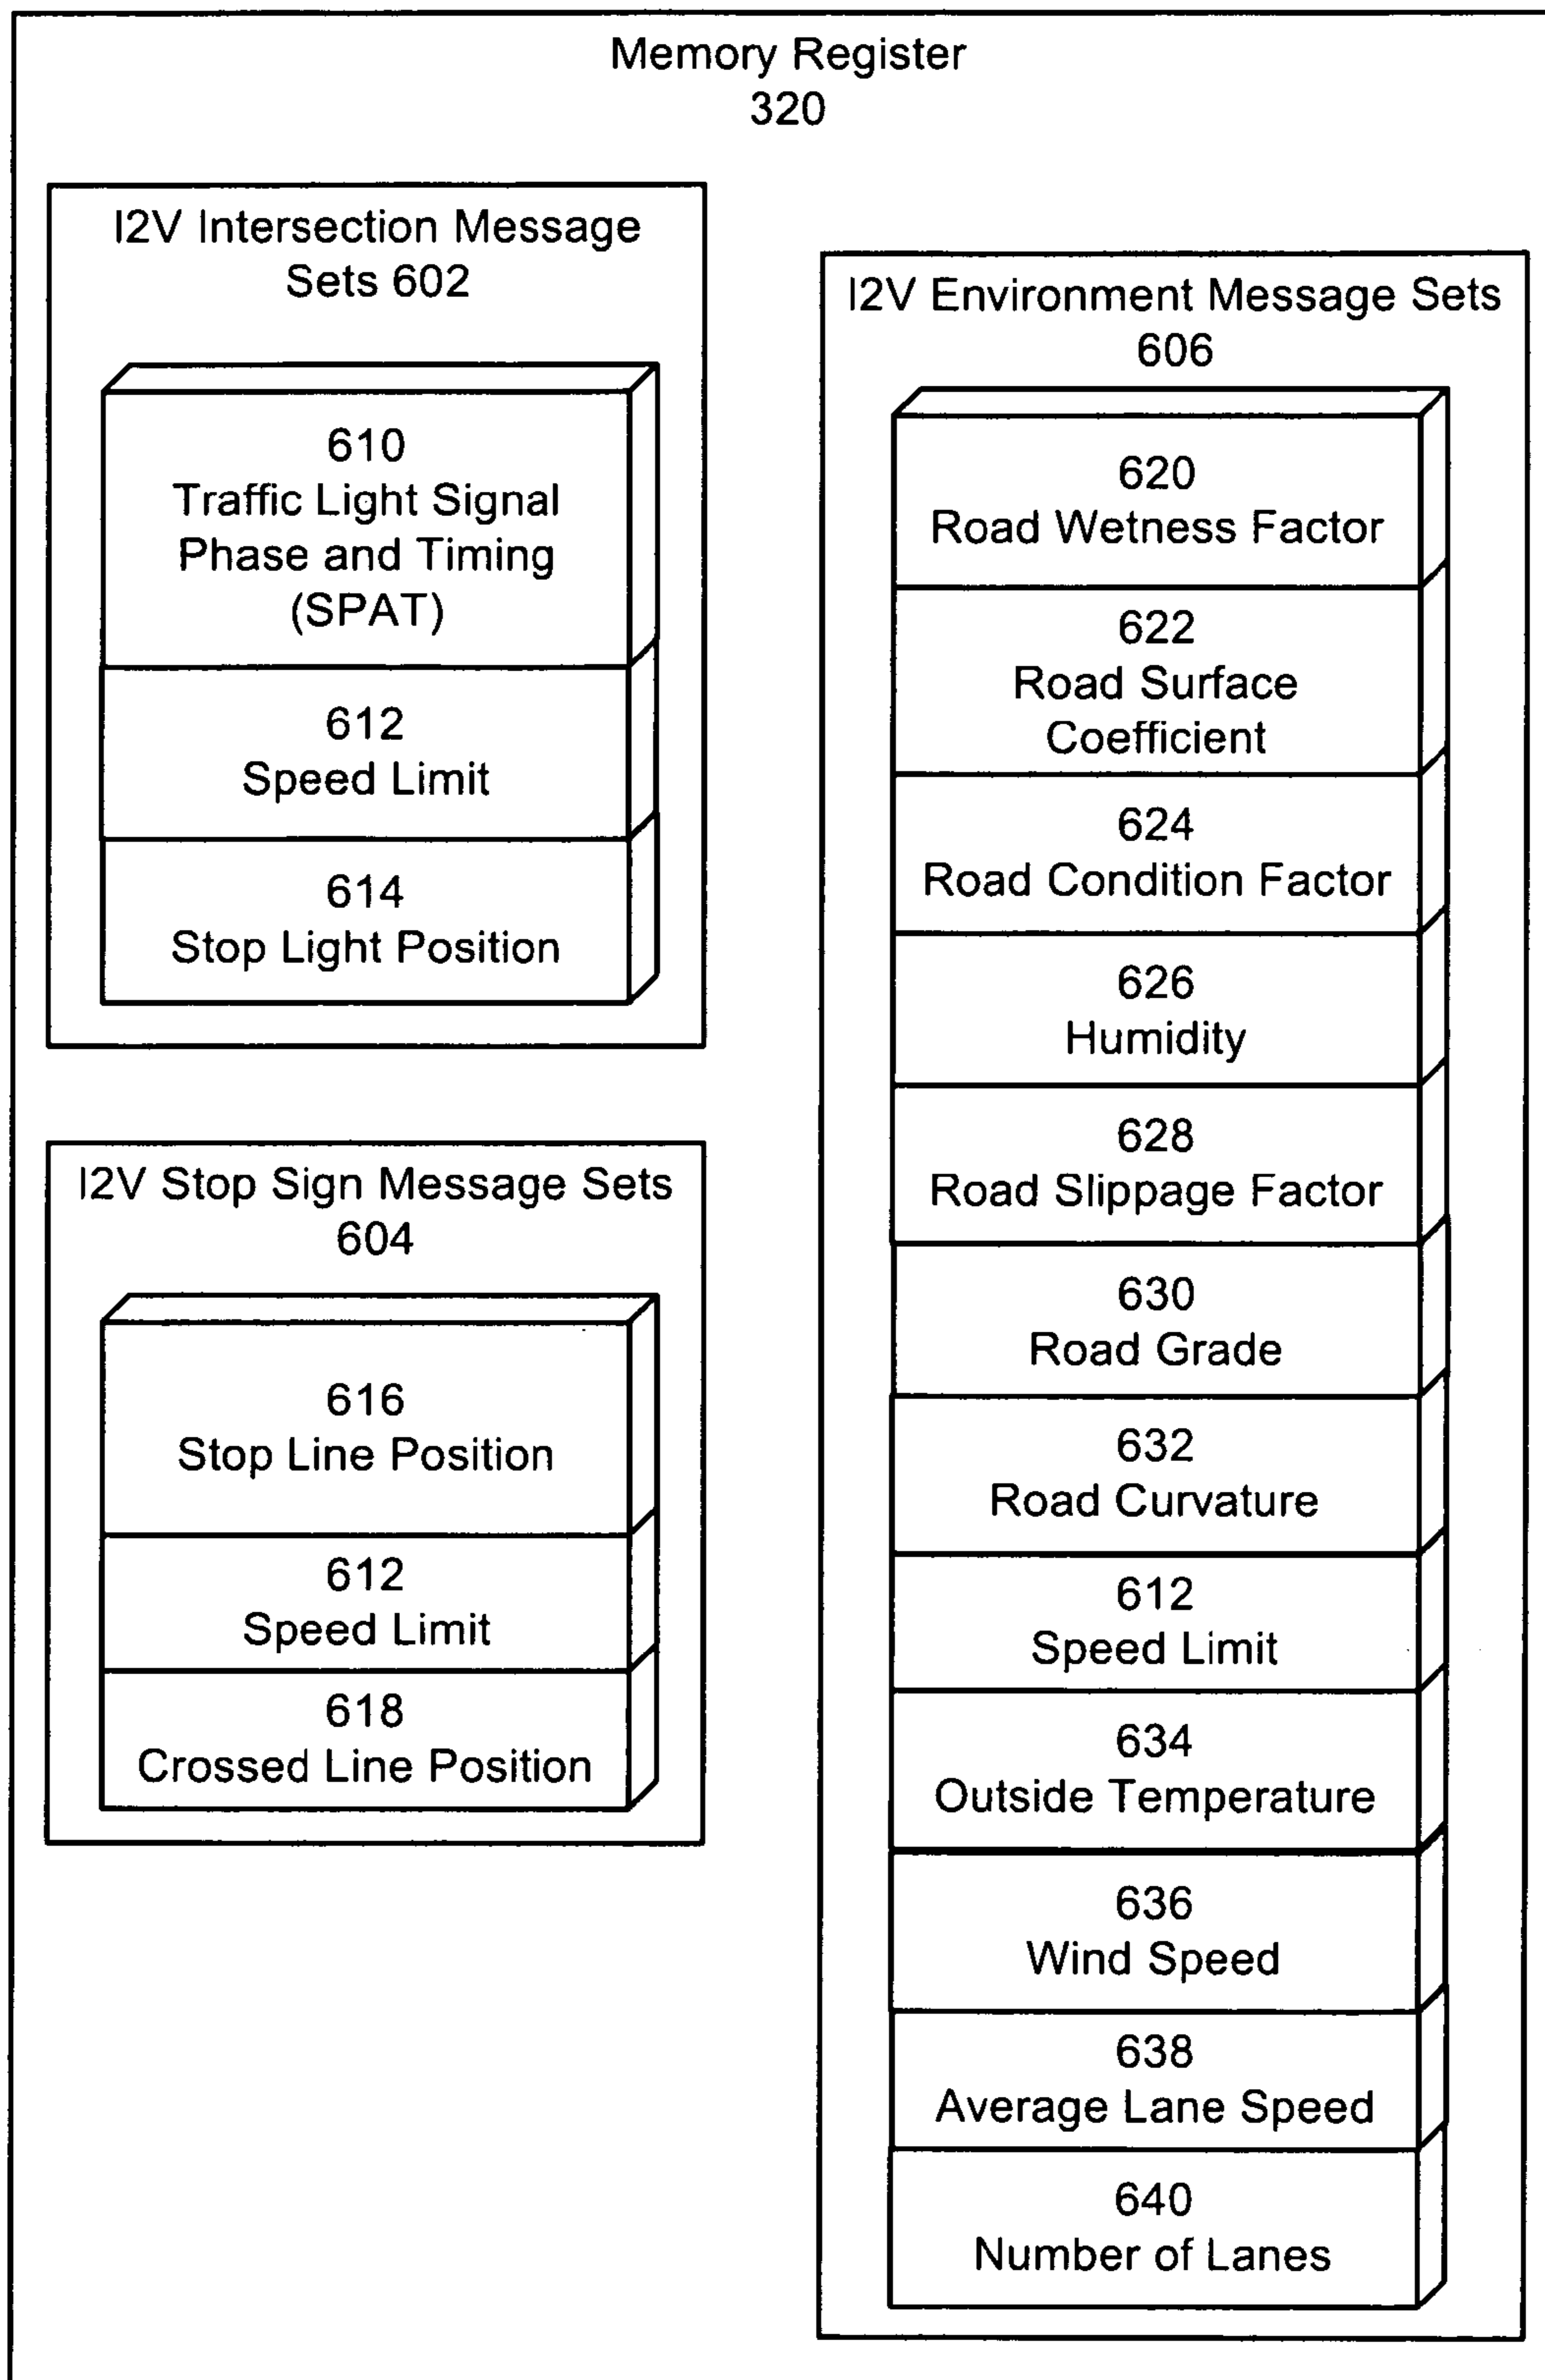 Memory Register
320
I2V Intersection Message
Sets 602
610
Traffic Light Signal
Phase and Timing
(SPAT)
612
Speed Limit
614
Stop Light Position
I2V Stop Sign Message Sets
604
616
Stop Line Position
612
Speed Limit
618
Crossed Line Position
I2V Environment Message Sets
606
620
Road Wetness Factor
622
Road Surface
Coefficient
624
Road Condition Factor
626
Humidity
628
Road Slippage Factor
630
Road Grade
632
Road Curvature
612
Speed Limit
634
Outside Temperature
636
Wind Speed
638
Average Lane Speed
640
Number of Lanes